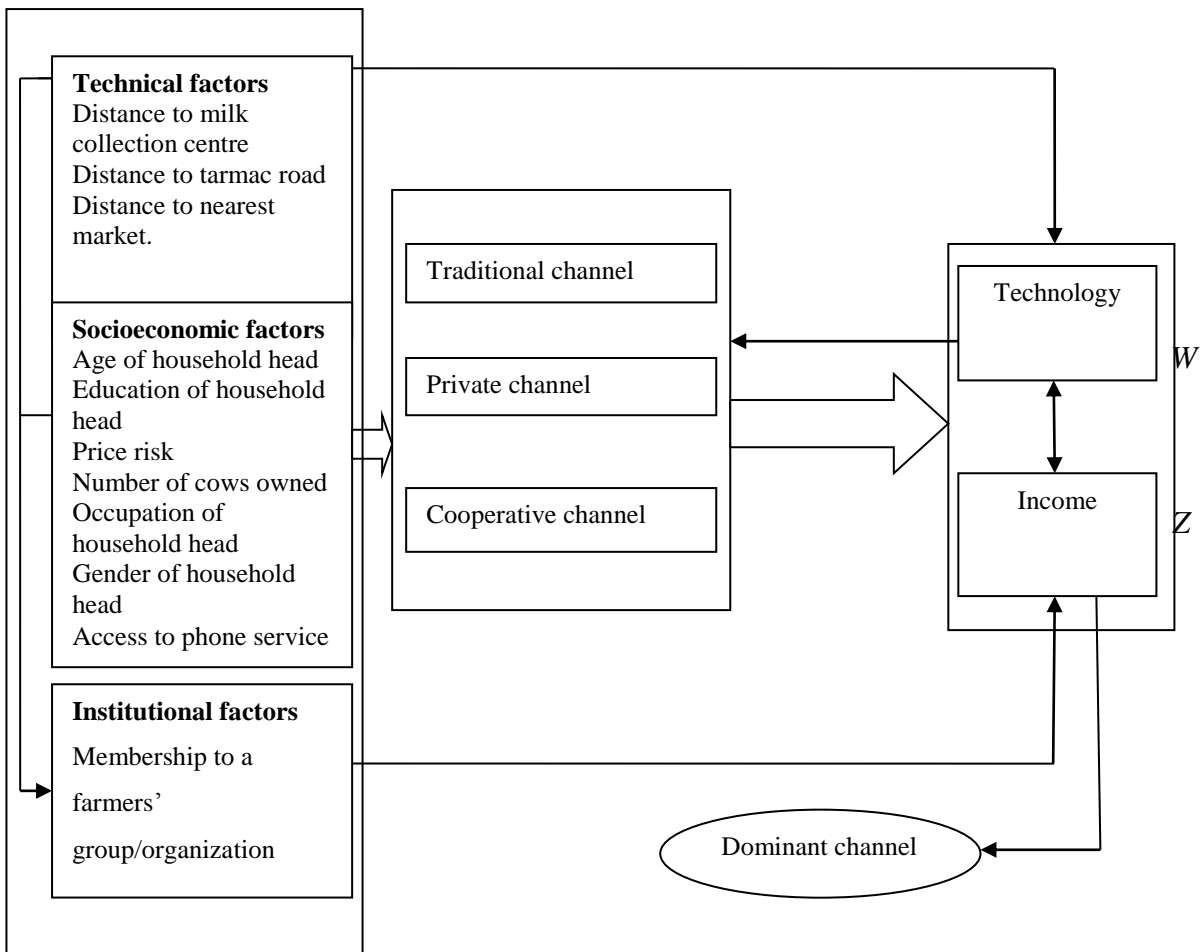 Technical factors
Distance to milk
collection centre
Distance to tarmac road
Distance to nearest
market.
Socioeconomic factors
Age of household head
Education of household
head
Price risk
Number of cows owned
Occupation of
household head
Gender of household
head
Access to phone service
Institutional factors
Membership to a
farmers’
group/organization
Traditional channel
Private channel
Cooperative channel
Technology
W
Income
Z
Dominant channel